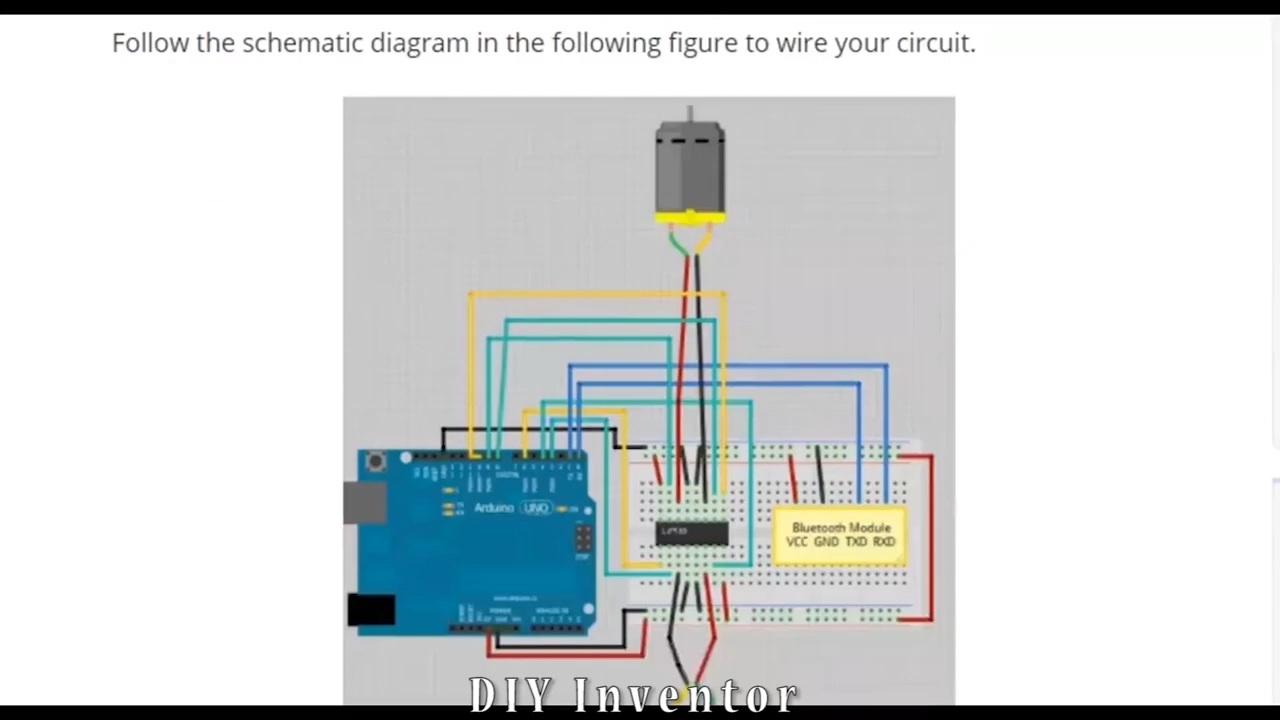 Follow the schematic diagram in the following figure to wire your circuit.
Arduino UNO
Bluetooth Module
VCC GND TXD RXD
DIY Inventor